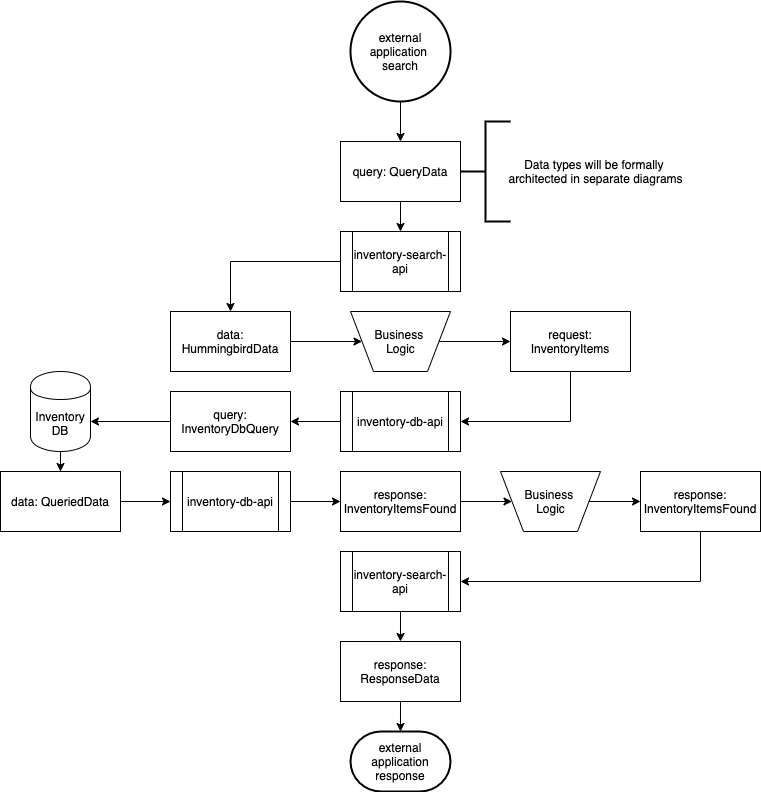 external
application
search
query: QueryData
Data types will be formally
architected in separate diagrams
inventory-search-
api
data:
HummingbirdData
Business
Logic
request:
InventoryItems
Inventory
DB
query:
InventoryDbQuery
inventory-db-api
data: QueriedData
inventory-db-api
response:
InventoryItemsFound
Business
Logic
response:
InventoryItemsFound
inventory-search-
api
response:
ResponseData
external
application
response